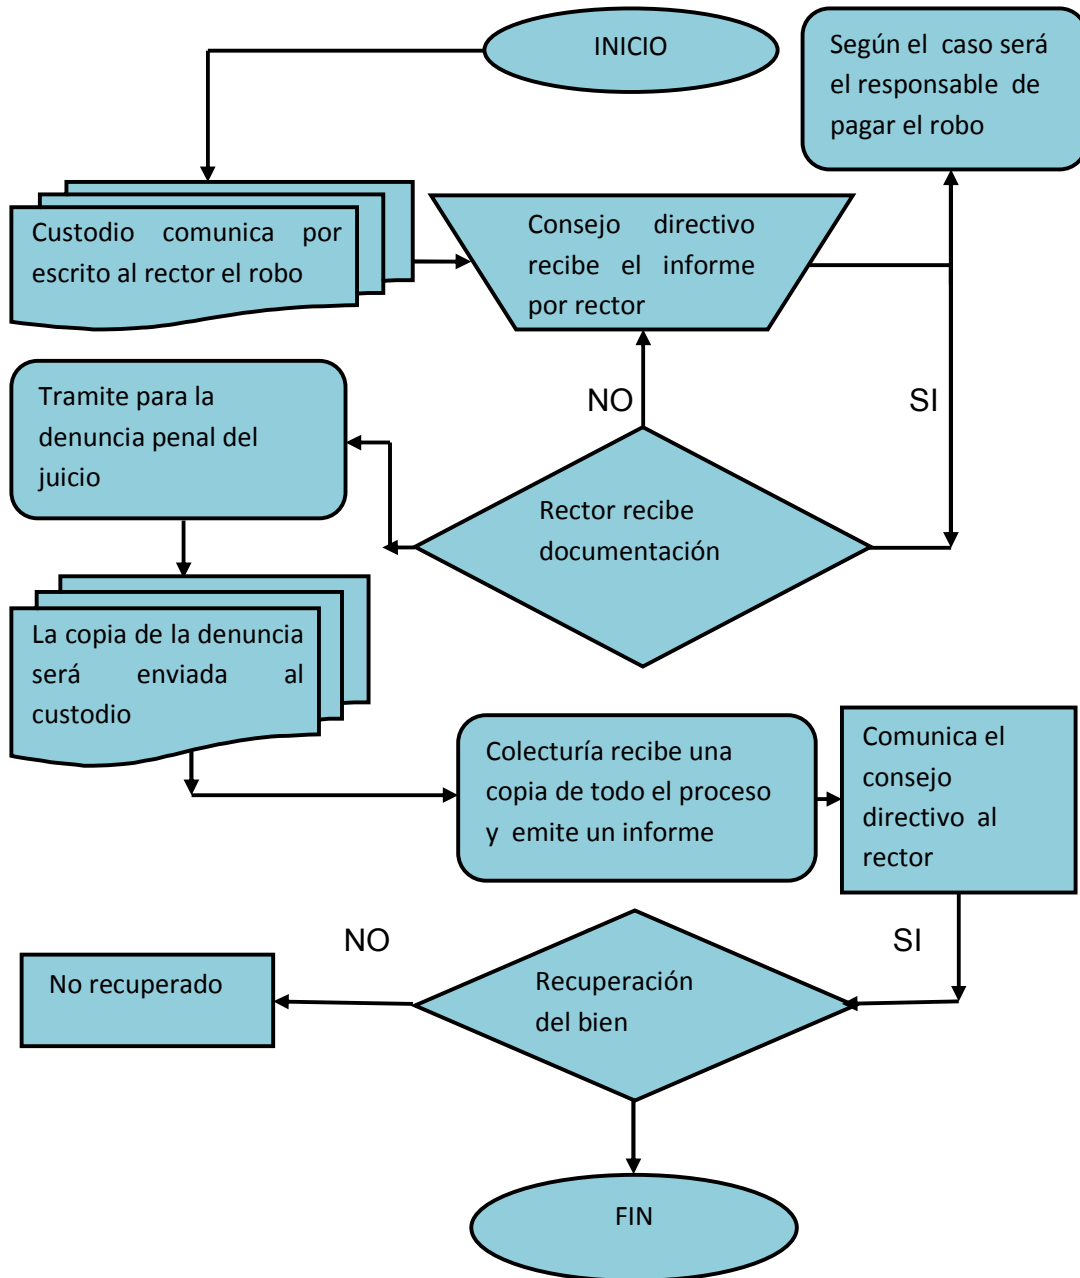 INICIO
Según el caso será
el responsable de
pagar el robo
Custodio comunica por
escrito al rector el robo
Consejo directivo
recibe el informe
por rector
NO
SI
Tramite para la
denuncia penal del
juicio
Rector recibe
documentación
La copia de la denuncia
será enviada al
custodio
Colecturía recibe una
copia de todo el proceso
y emite un informe
Comunica el
consejo
directivo al
rector
NO
SI
No recuperado
Recuperación
del bien
FIN